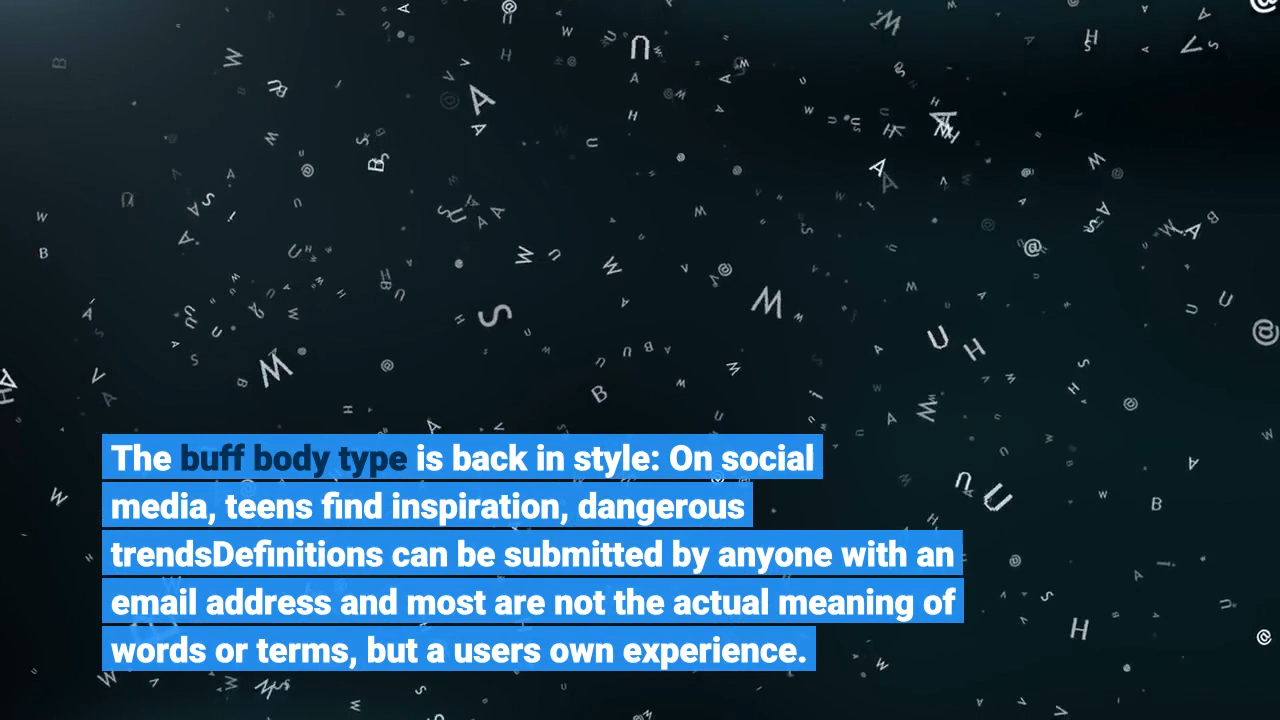 The buff body type is back in style: On social
media, teens find inspiration, dangerous
trendsDefinitions can be submitted by anyone with an
email address and most are not the actual meaning of
words or terms, but a users own experience.